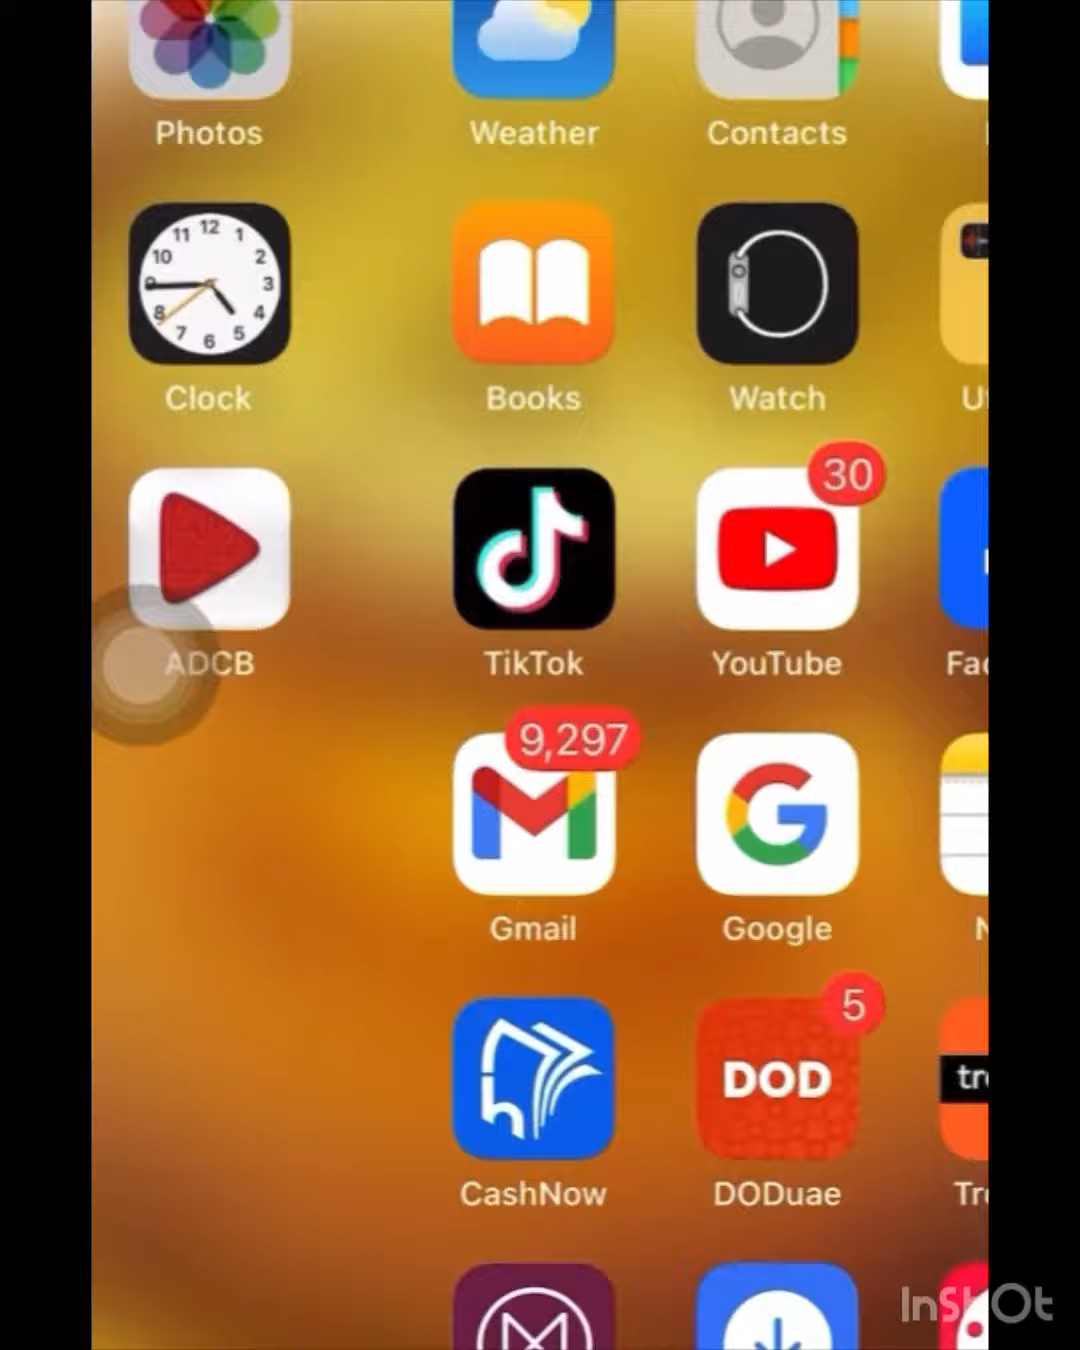 Photos Weather Contacts
12
11 1
10 2
9 3
8 4
7 5
6
Clock Books Watch
30
ADCB TikTok YouTube
9,297
Gmail Google
5
DOD
CashNow DODuae
InShOt